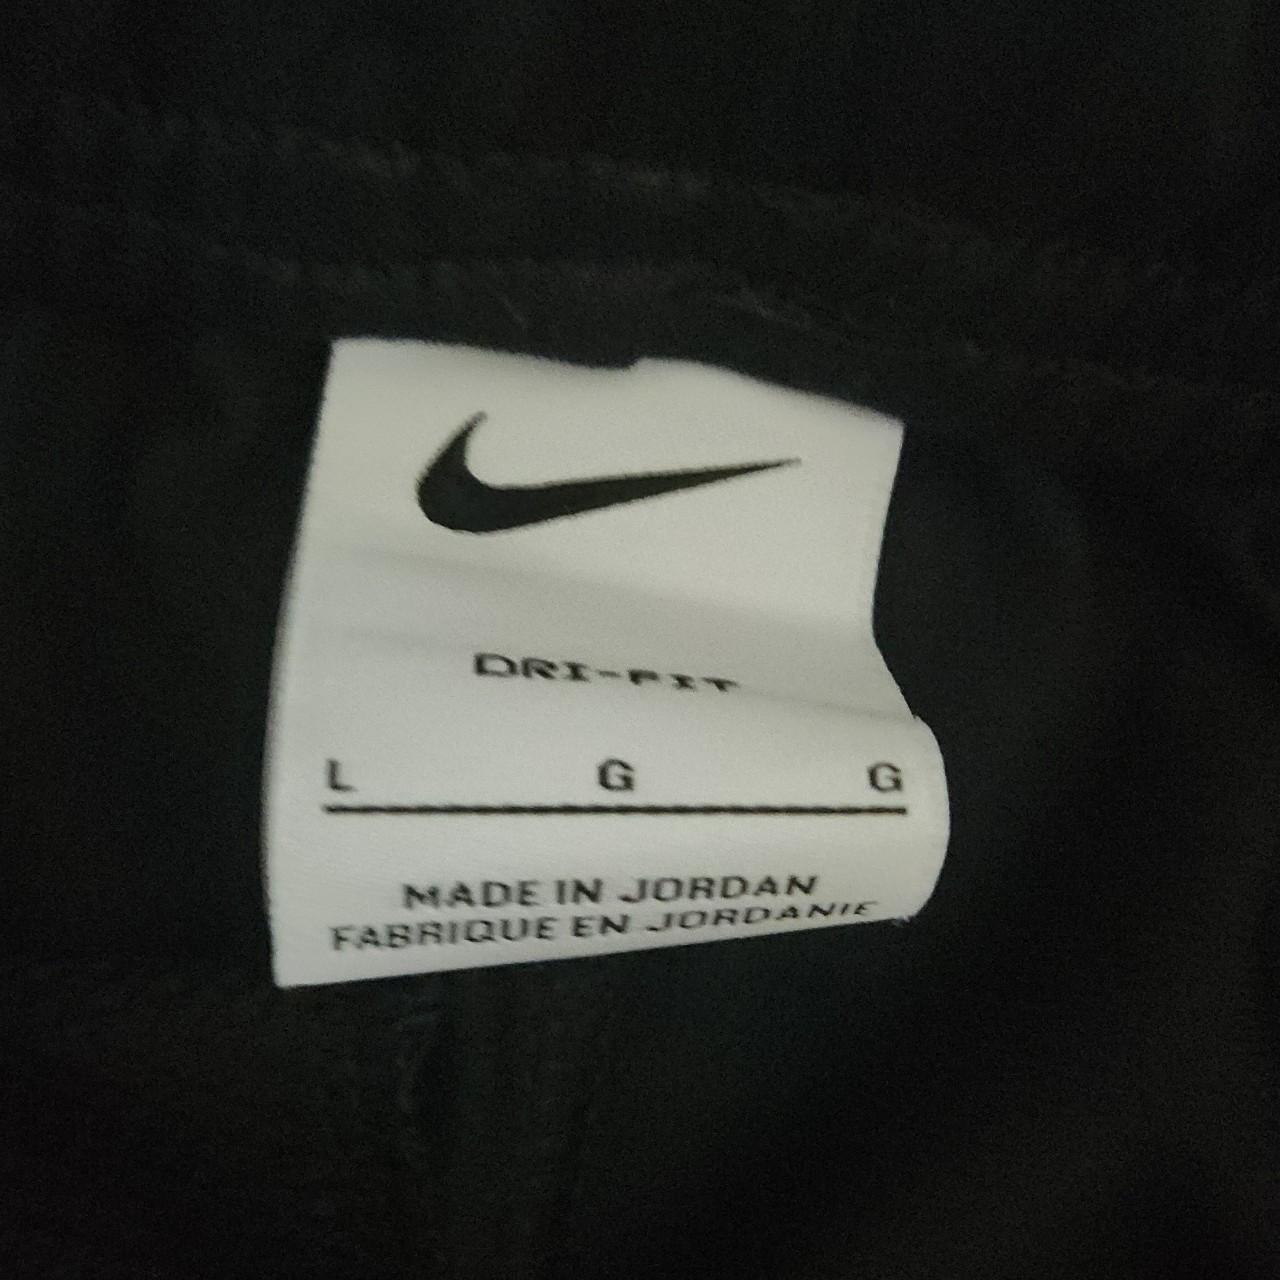 DRI-FIT
L G G
MADE IN JORDAN
FABRIQUE EN JORDANIE